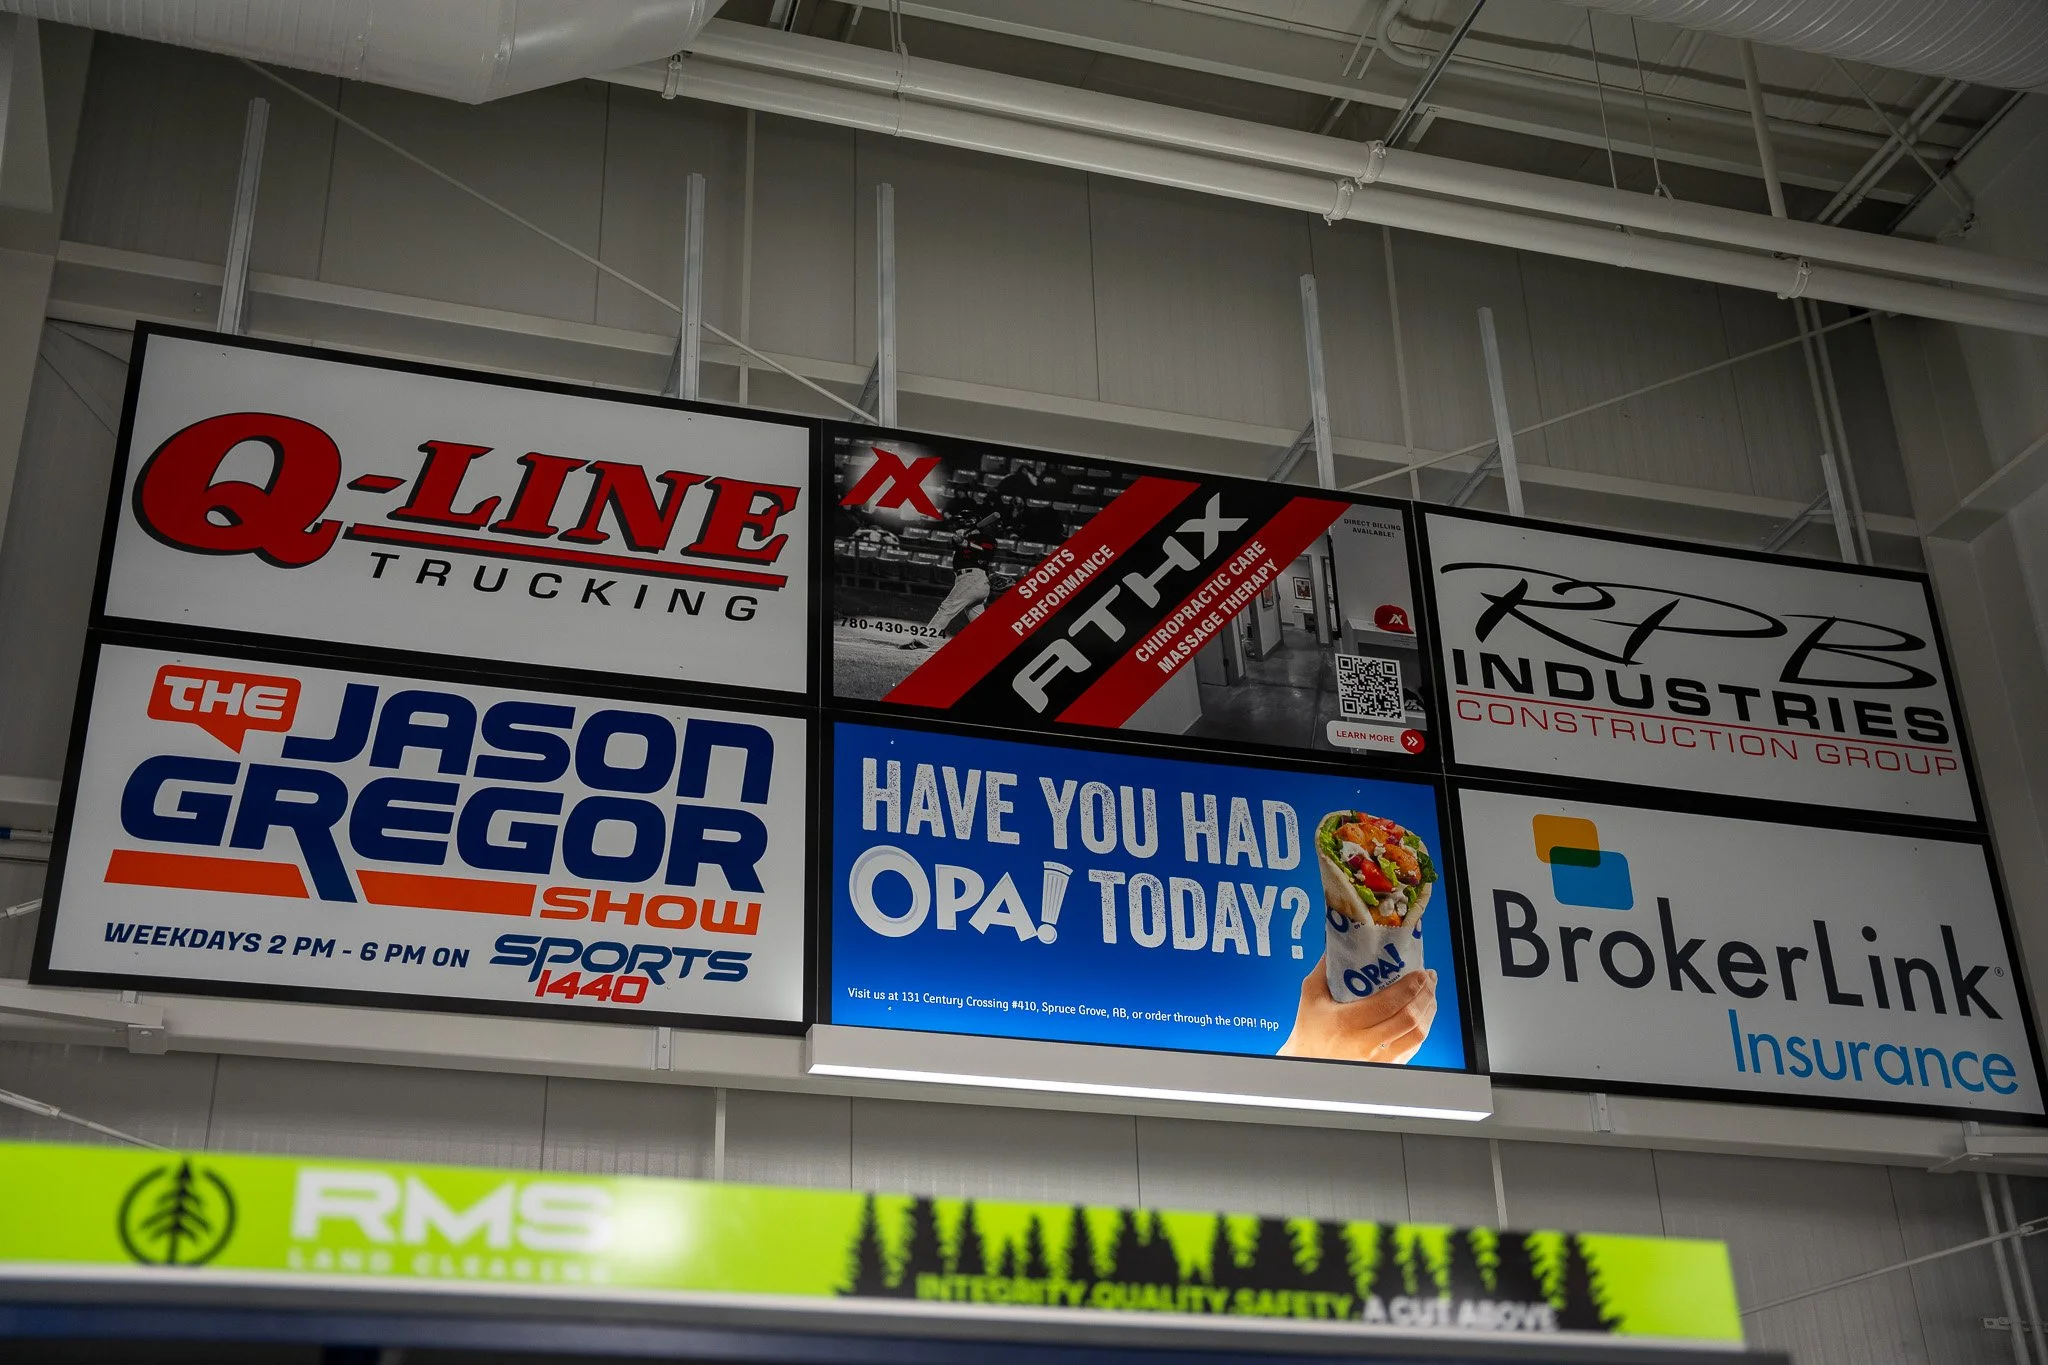 Q-LINE
TRUCKING
SPORTS
PERFORMANCE
ATHX
CHIROPRACTIC CARE
MASSAGE THERAPY
780-430-9224
DIRECT BILLING
AVAILABLE!
LEARN MORE
RPB
INDUSTRIES
CONSTRUCTION GROUP
THE
JASON
GREGOR
SHOW
WEEKDAYS 2 PM - 6 PM ON
SPORTS
1440
HAVE YOU HAD
OPA! TODAY?
OPA!
Visit us at 131 Century Crossing #410, Spruce Grove, AB, or order through the OPA! App
BrokerLink®
Insurance
RMS
LAND CLEARING
INTEGRITY.QUALITY.SAFETY. A CUT ABOVE